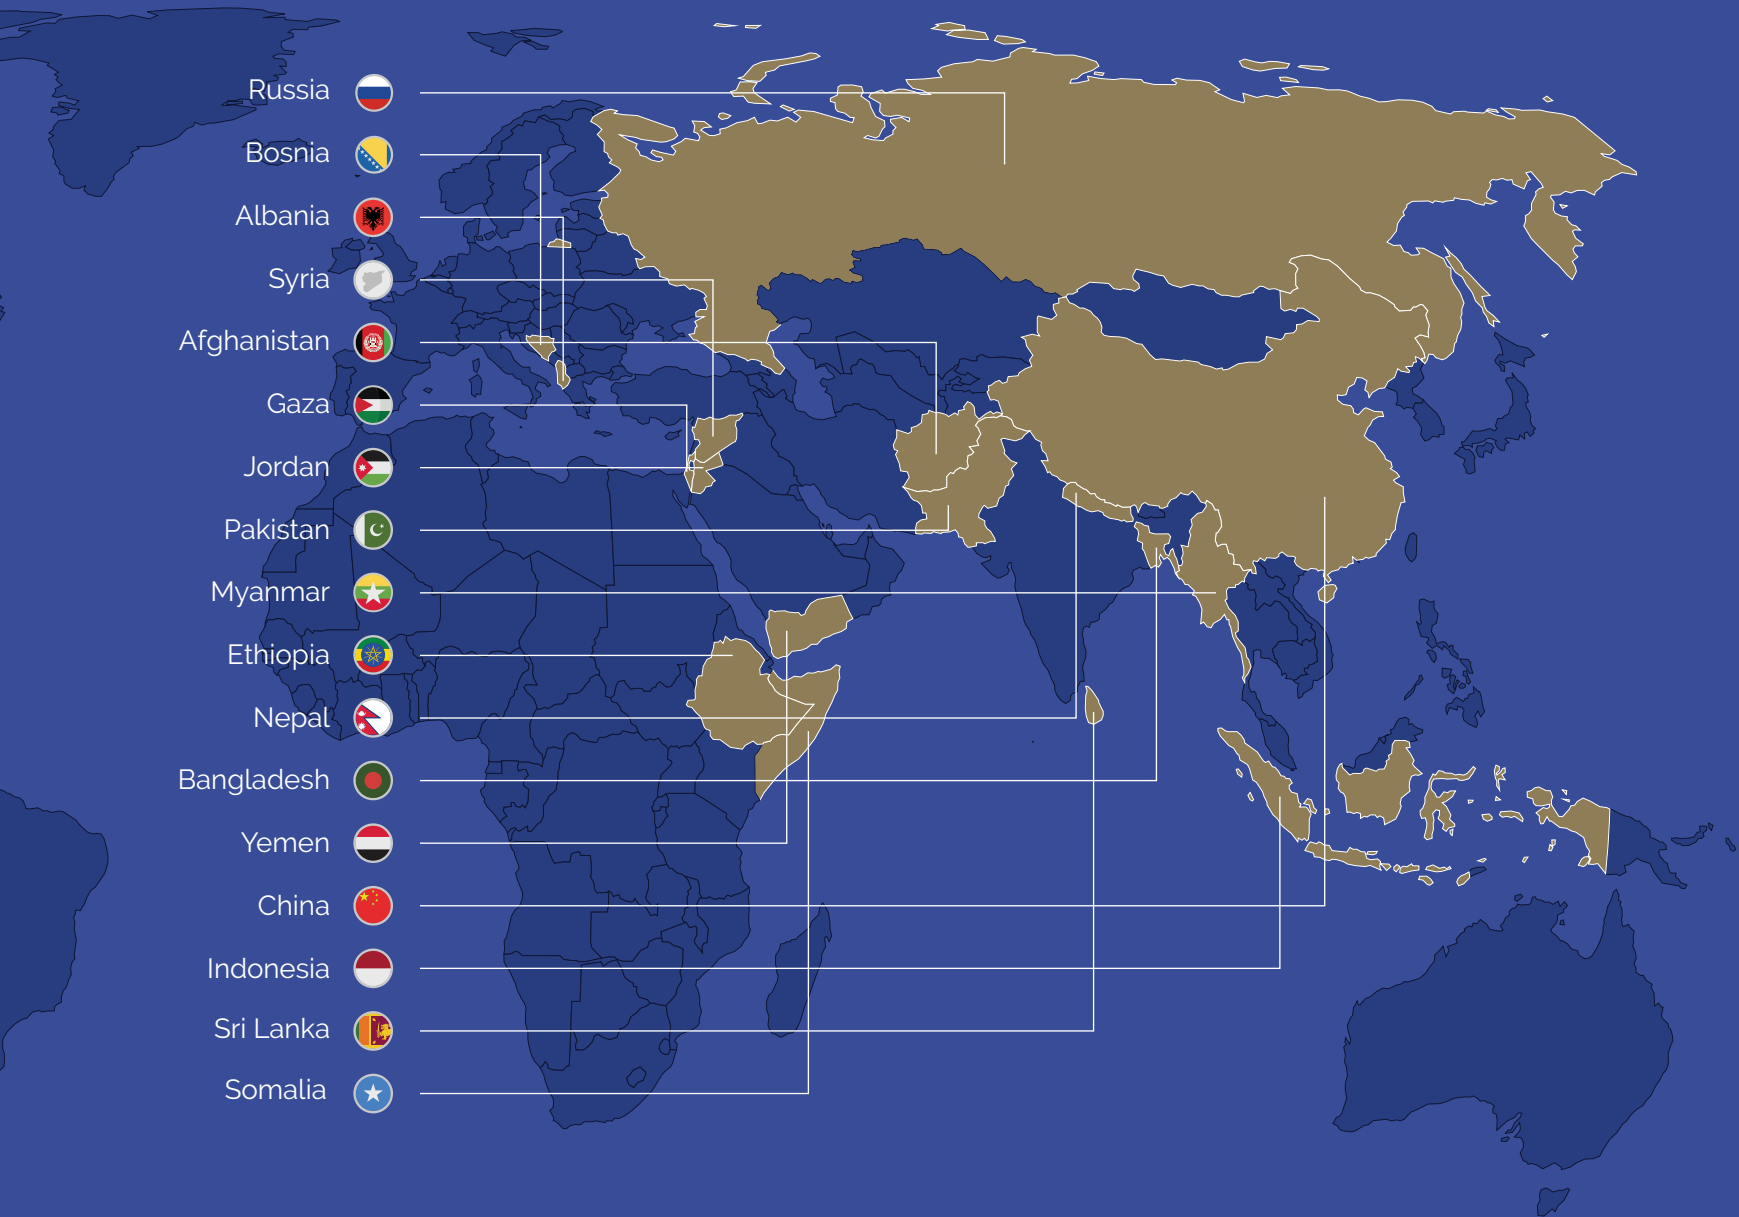 Russia
Bosnia
Albania
Syria
Afghanistan
Gaza
Jordan
Pakistan
Myanmar
Ethiopia
Nepal
Bangladesh
Yemen
China
Indonesia
Sri Lanka
Somalia